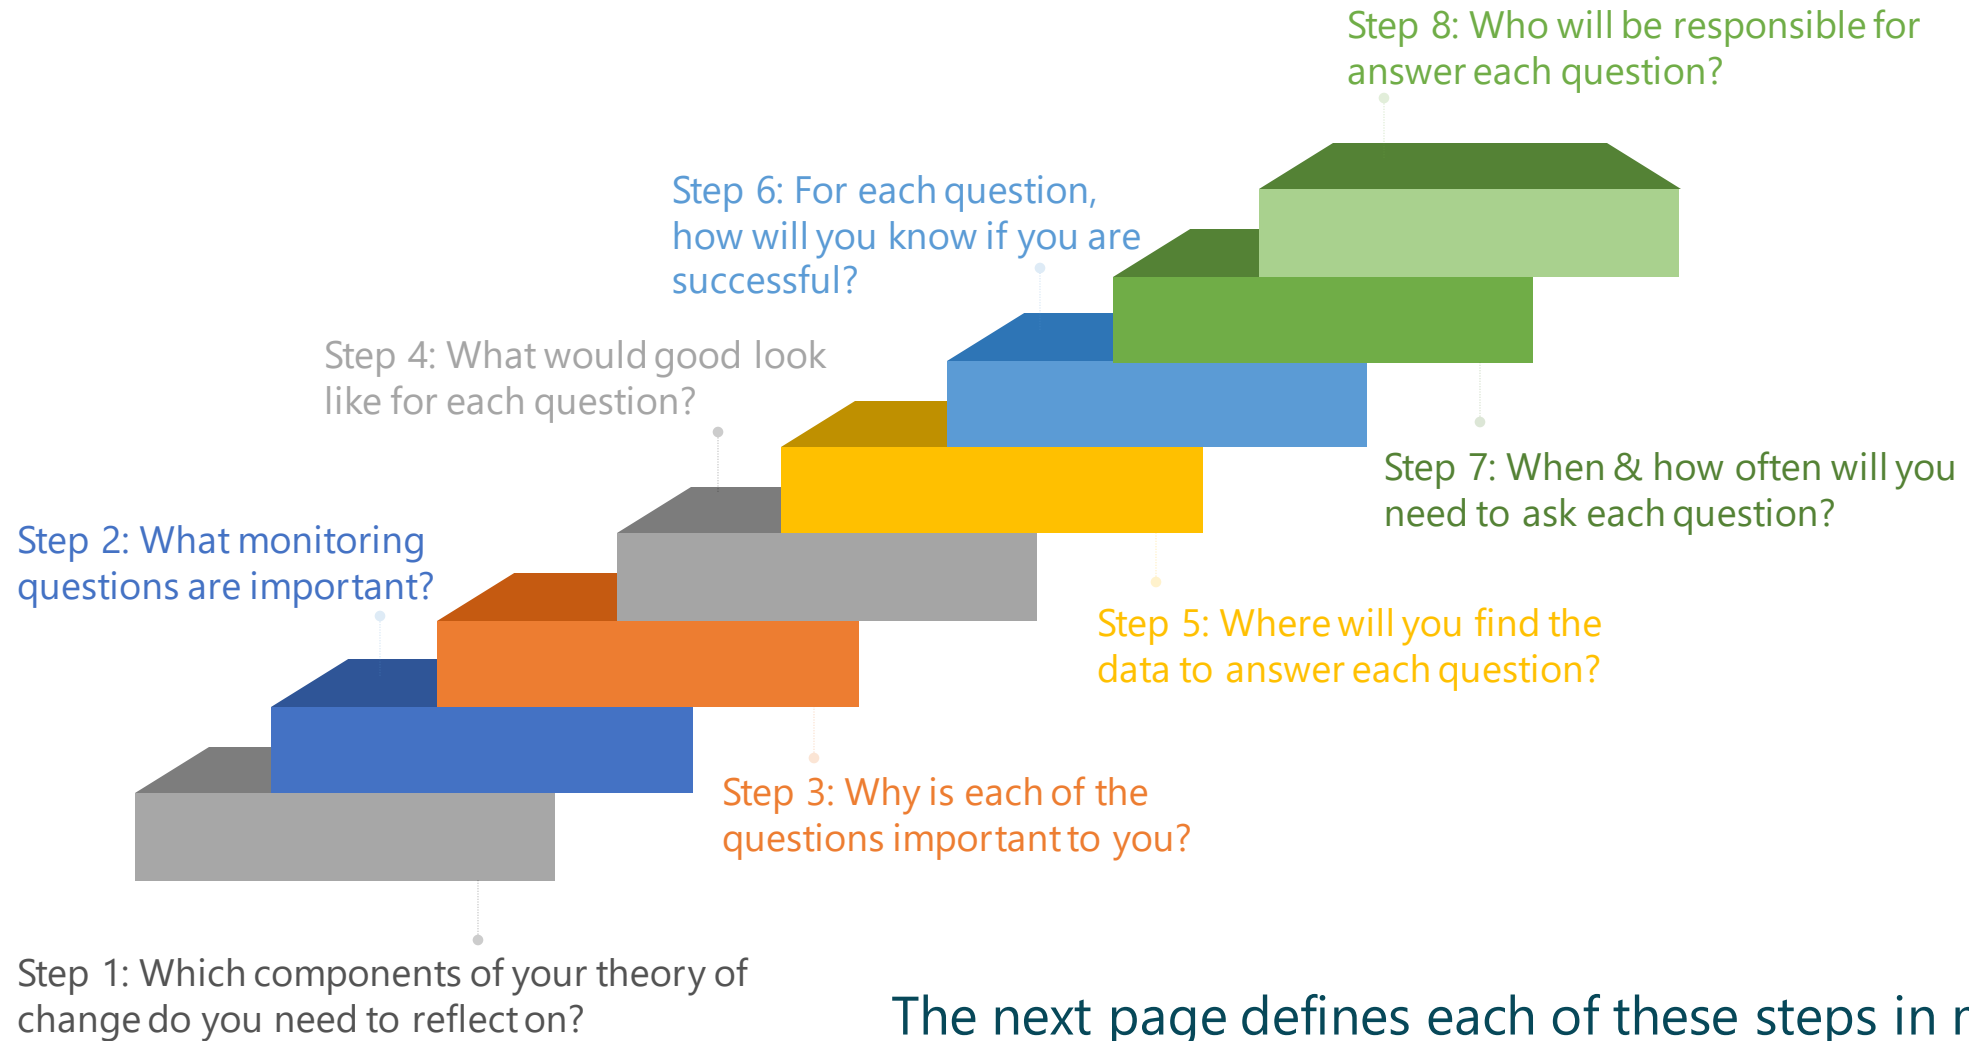 Step 8: Who will be responsible for
answer each question?
Step 6: For each question,
how will you know if you are
successful?
Step 4: What would good look
like for each question?
Step 7: When & how often will you
need to ask each question?
Step 2: What monitoring
questions are important?
Step 5: Where will you find the
data to answer each question?
Step 3: Why is each of the
questions important to you?
Step 1: Which components of your theory of
change do you need to reflect on?
The next page defines each of these steps in